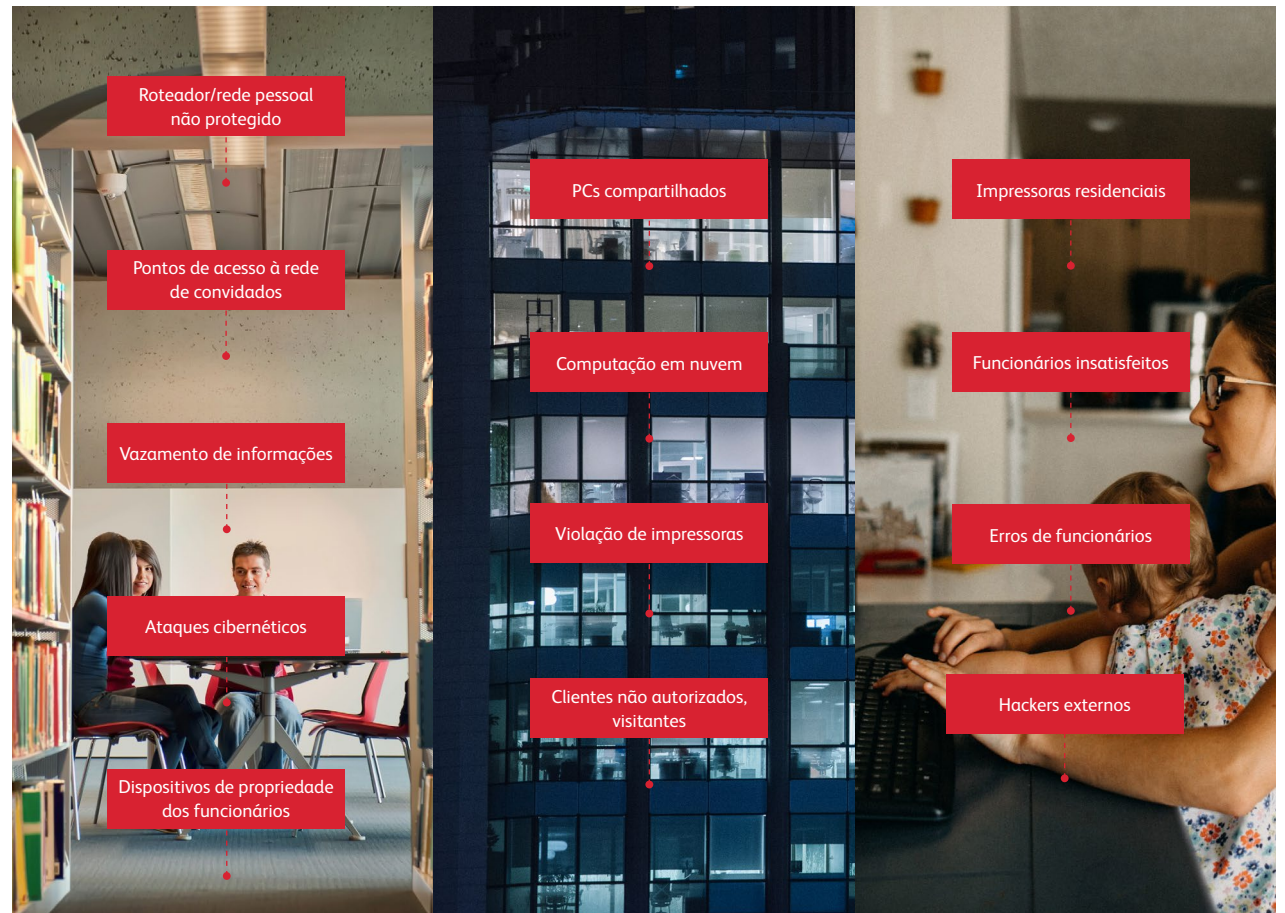 Roteador/rede pessoal
não protegido
Pontos de acesso à rede
de convidados
Vazamento de informações
Ataques cibernéticos
Dispositivos de propriedade
dos funcionários
PCs compartilhados
Computação em nuvem
Violação de impressoras
Clientes não autorizados,
visitantes
Impressoras residenciais
Funcionários insatisfeitos
Erros de funcionários
Hackers externos